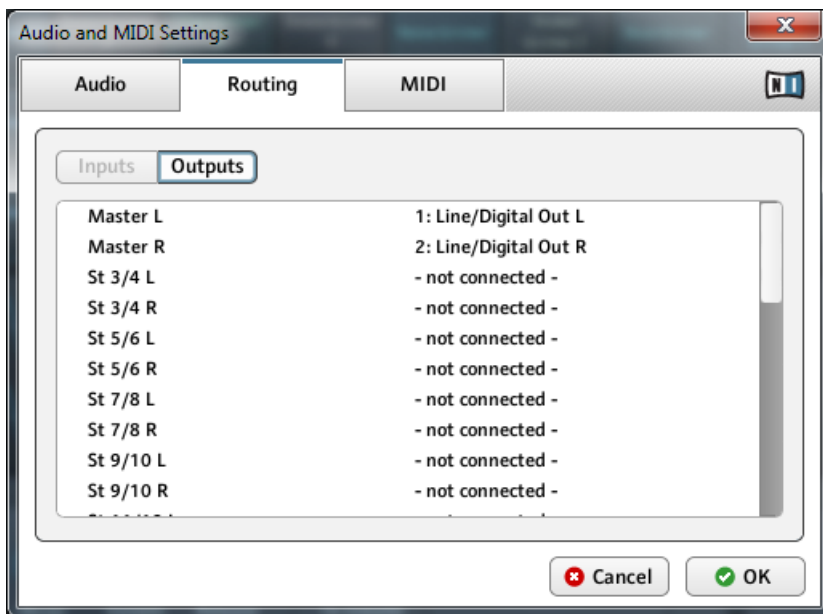 Audio and MIDI Settings
Audio Routing MIDI
NI
Inputs Outputs
Master L 1: Line/Digital Out L
Master R 2: Line/Digital Out R
St 3/4 L - not connected -
St 3/4 R - not connected -
St 5/6 L - not connected -
St 5/6 R - not connected -
St 7/8 L - not connected -
St 7/8 R - not connected -
St 9/10 L - not connected -
St 9/10 R - not connected -
Cancel OK